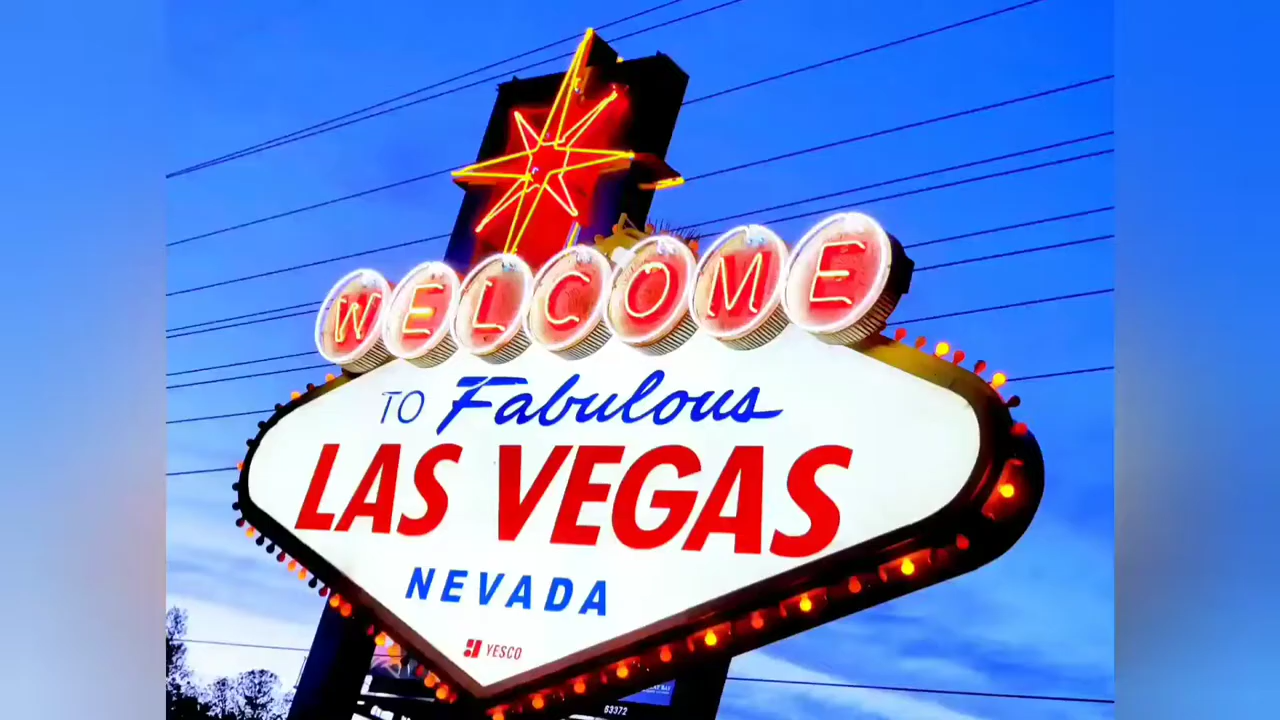 WELCOME
TO Fabulous
LAS VEGAS
NEVADA
YESCO
63372